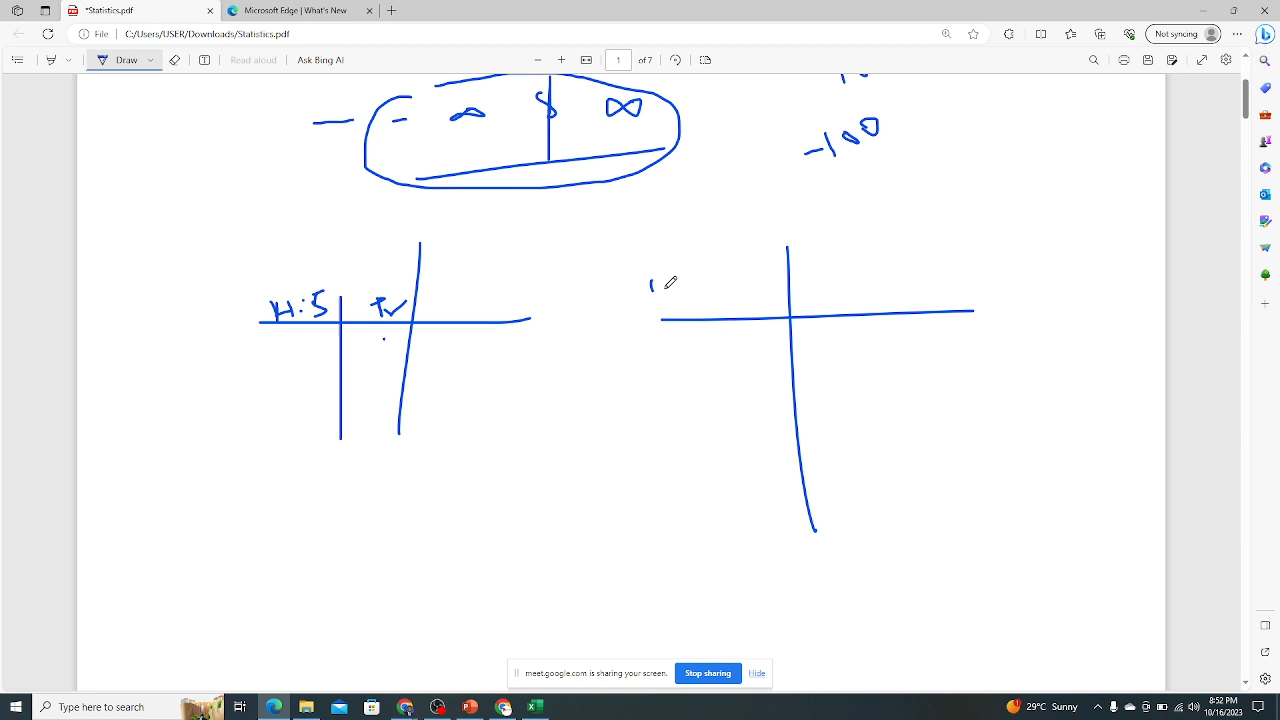 *Statistics.pdf
Microsoft Edge | What's New
File
C:/Users/USER/Downloads/Statistics.pdf
Not syncing
Draw
Read aloud
Ask Bing AI
1
of 7
-100
H:5
meet.google.com is sharing your screen.
Stop sharing
Hide
Type here to search
29°C Sunny
8:52 PM
10/16/2023